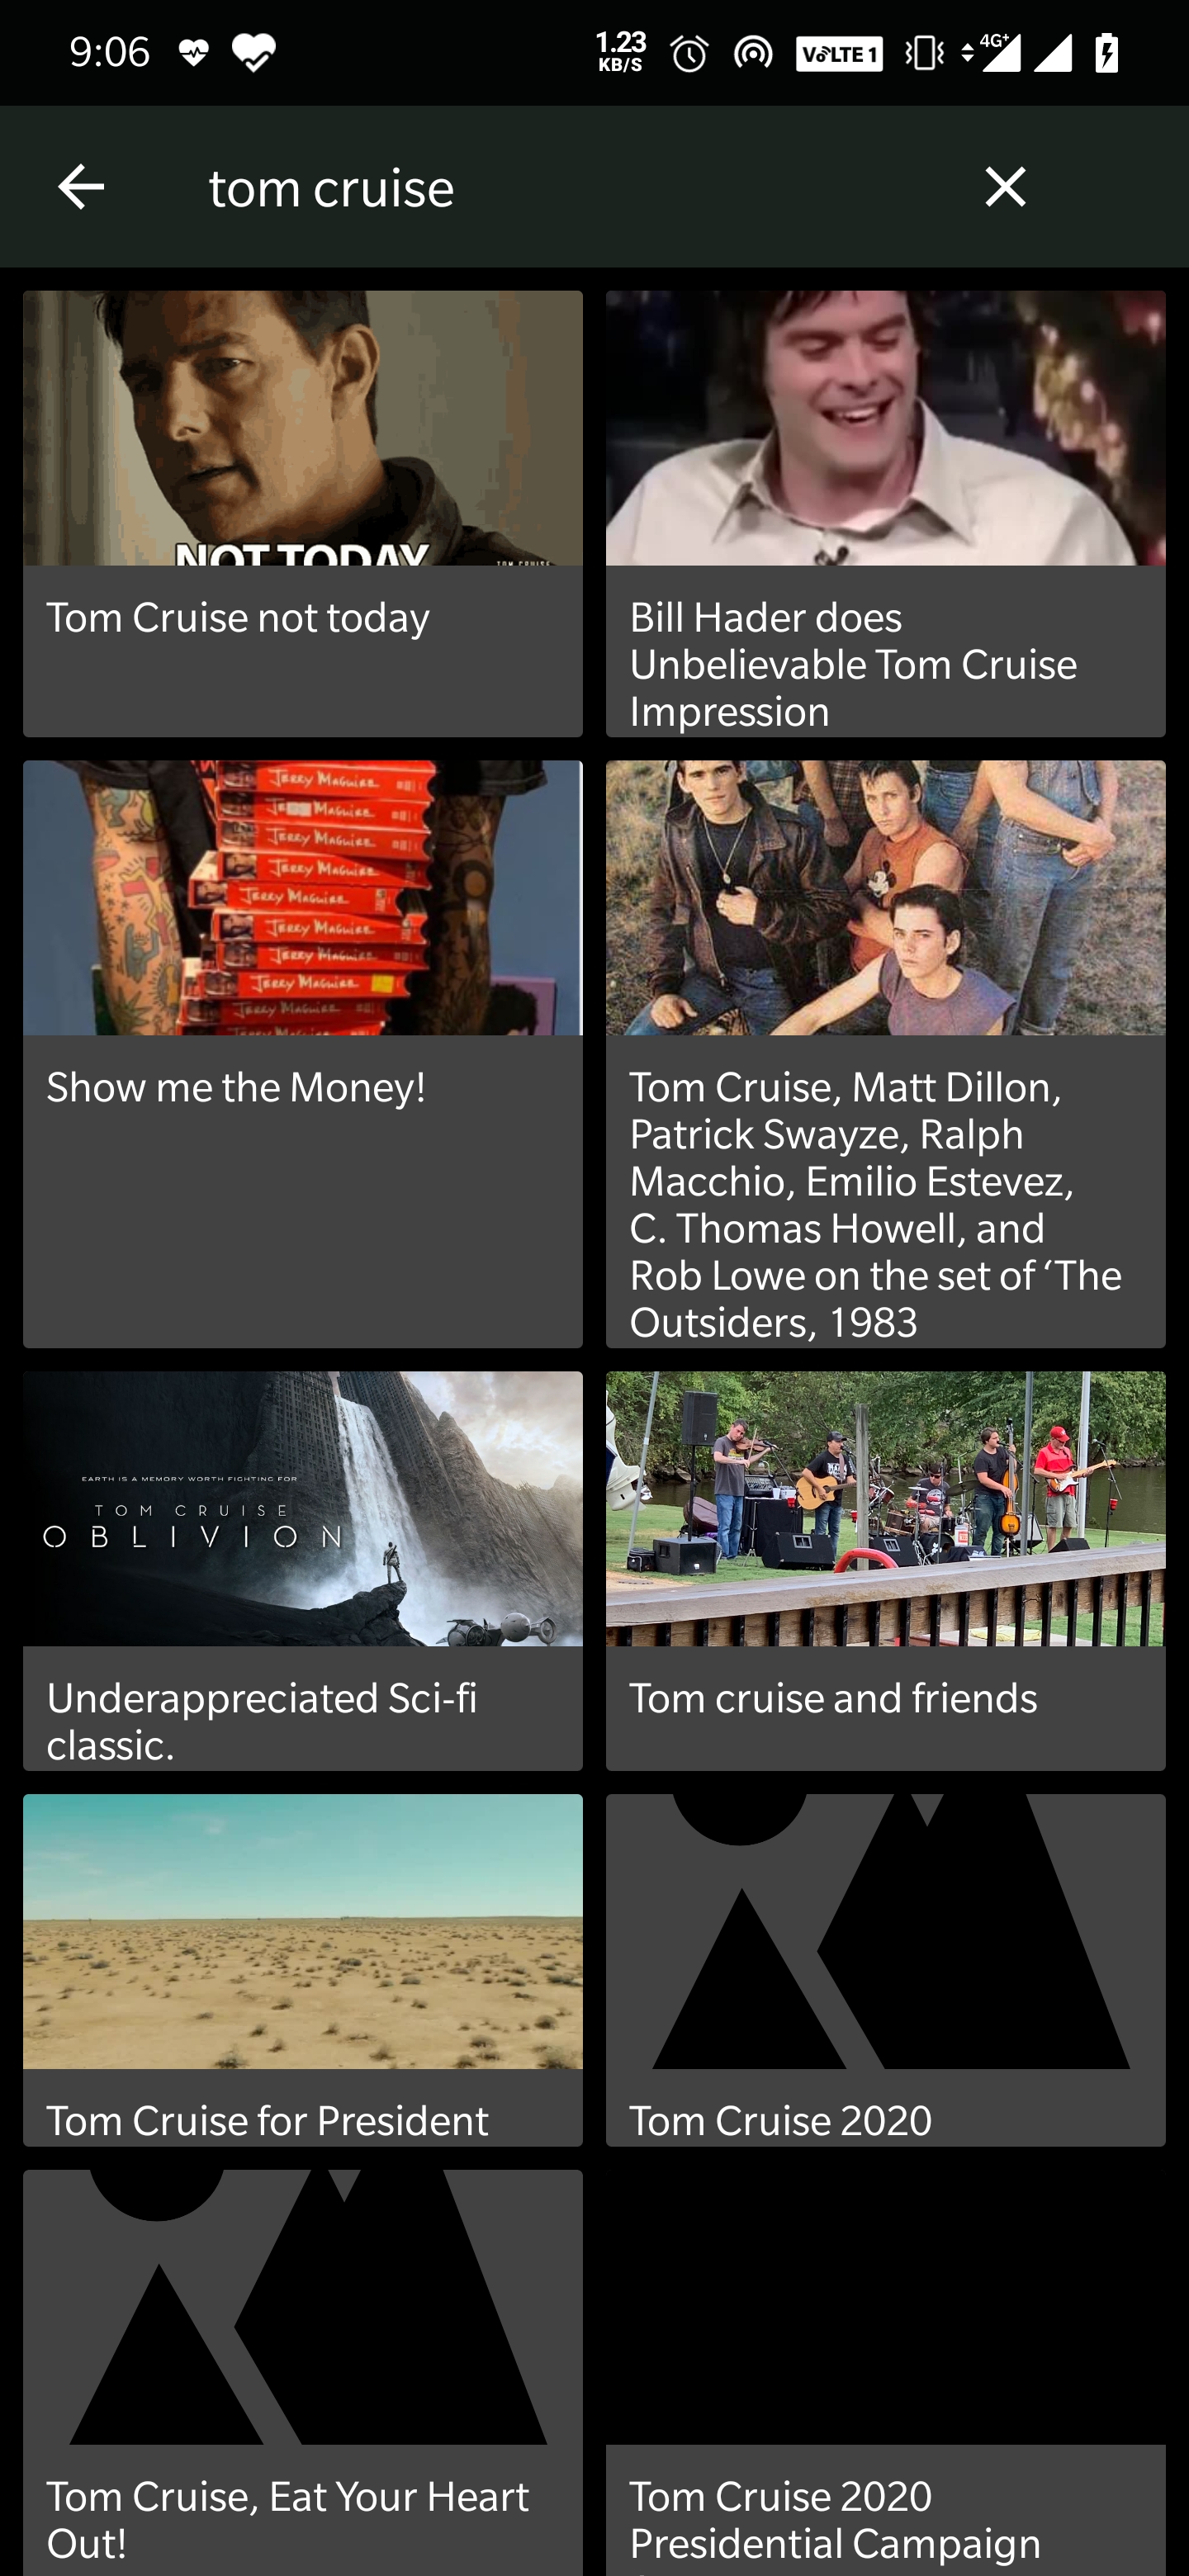 9:06
1.23
KB/S
VoLTE 1
4G+
tom cruise
NOT TODAY
TOM CRUISE
Tom Cruise not today
Bill Hader does
Unbelievable Tom Cruise
Impression
JERRY MAGUIRE
JERRY MAGUIRE
JERRY MAGUIRE
JERRY MAGUIRE
JERRY MAGUIRE
JERRY MAGUIRE
JERRY MAGUIRE
JERRY MAGUIRE
JERRY MAGUIRE
Show me the Money!
Tom Cruise, Matt Dillon,
Patrick Swayze, Ralph
Macchio, Emilio Estevez,
C. Thomas Howell, and
Rob Lowe on the set of ‘The
Outsiders, 1983
EARTH IS A MEMORY WORTH FIGHTING FOR
TOM CRUISE
OBLIVION
Underappreciated Sci-fi
classic.
Tom cruise and friends
Tom Cruise for President
Tom Cruise 2020
Tom Cruise, Eat Your Heart
Out!
Tom Cruise 2020
Presidential Campaign